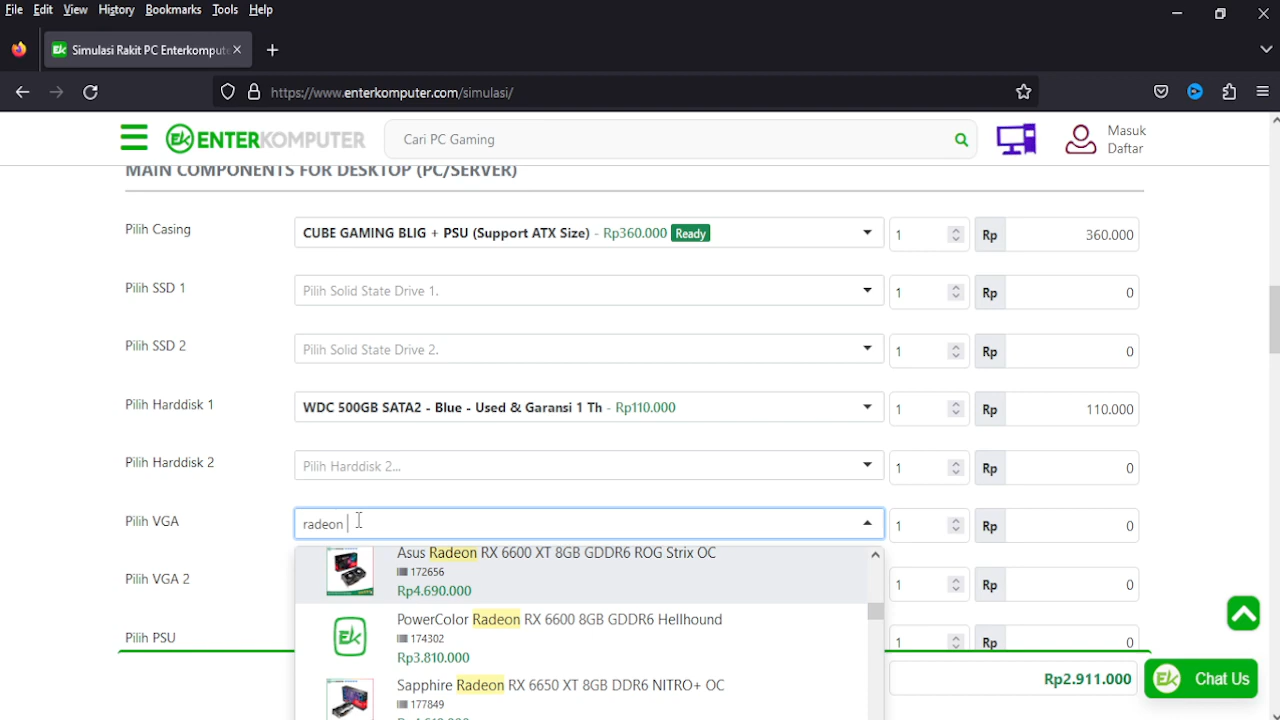 File Edit View History Bookmarks Tools Help
Simulasi Rakit PC Enterkompute
https://www.enterkomputer.com/simulasi/
ENTERKOMPUTER
Cari PC Gaming
Masuk
Daftar
MAIN COMPONENTS FOR DESKTOP (PC/SERVER)
Pilih Casing CUBE GAMING BLIG + PSU (Support ATX Size) - Rp360.000 Ready 1 Rp 360.000
Pilih SSD 1 Pilih Solid State Drive 1. 1 Rp 0
Pilih SSD 2 Pilih Solid State Drive 2. 1 Rp 0
Pilih Harddisk 1 WDC 500GB SATA2 - Blue - Used & Garansi 1 Th - Rp110.000 1 Rp 110.000
Pilih Harddisk 2 Pilih Harddisk 2... 1 Rp 0
Pilih VGA radeon 1 Rp 0
Asus Radeon RX 6600 XT 8GB GDDR6 ROG Strix OC
172656
Rp4.690.000
Pilih VGA 2 1 Rp 0
PowerColor Radeon RX 6600 8GB GDDR6 Hellhound
174302
Rp3.810.000
Pilih PSU 1 Rp 0
Sapphire Radeon RX 6650 XT 8GB DDR6 NITRO+ OC
177849
Rp2.911.000
EK Chat Us